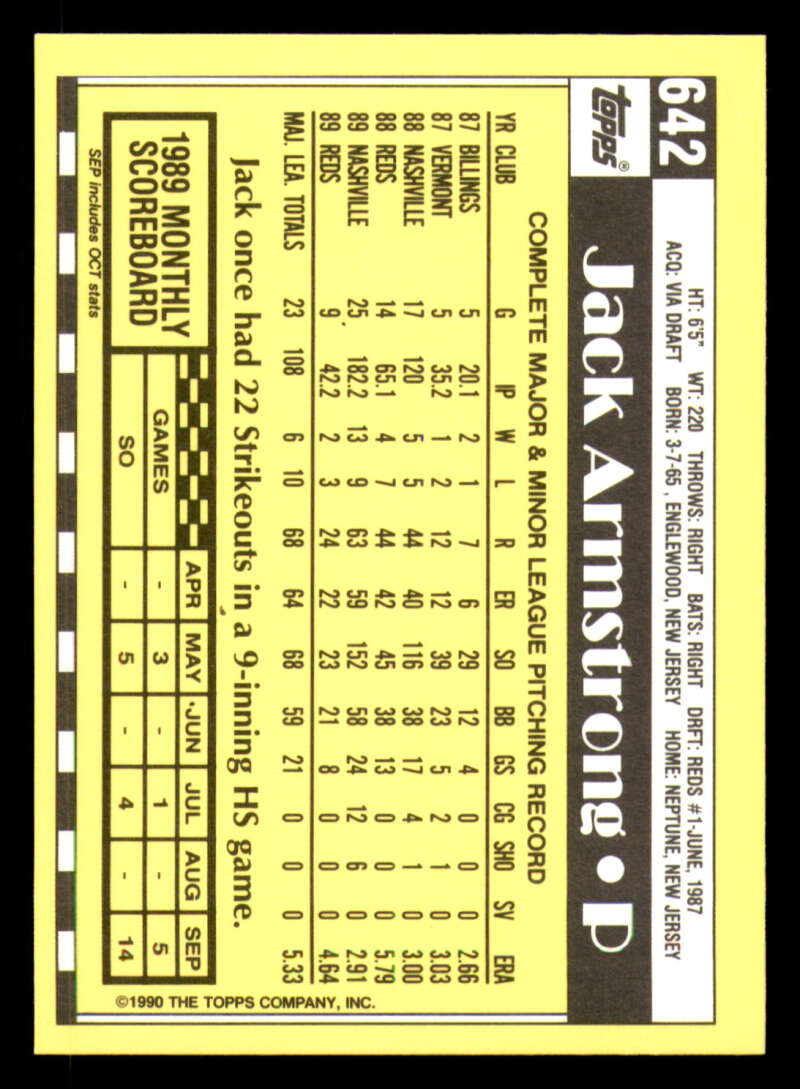 642
HT: 6'5" WT: 220 THROWS: RIGHT BATS: RIGHT DRFT: REDS #1-JUNE, 1987
ACQ: VIA DRAFT BORN: 3-7-65, ENGLEWOOD, NEW JERSEY HOME: NEPTUNE, NEW JERSEY
topps®
Jack Armstrong • P
COMPLETE MAJOR & MINOR LEAGUE PITCHING RECORD
YR CLUB G IP W L R ER SO BB GS CG SHO SV ERA
87 BILLINGS 5 20.1 2 1 7 6 29 12 4 0 0 0 2.66
87 VERMONT 5 35.2 1 2 12 12 39 23 5 2 1 0 3.03
88 NASHVILLE 17 120 5 5 44 40 116 38 17 4 1 0 3.00
88 REDS 14 65.1 4 7 44 42 45 38 13 0 0 0 5.79
89 NASHVILLE 25 182.2 13 9 63 59 152 58 24 12 6 0 2.91
89 REDS 9 42.2 2 3 24 22 23 21 8 0 0 0 4.64
MAJ. LEA. TOTALS 23 108 6 10 68 64 68 59 21 0 0 0 5.33
Jack once had 22 Strikeouts in a 9-inning HS game.
1989 MONTHLY
SCOREBOARD
APR MAY JUN JUL AUG SEP
GAMES - 3 - 1 - 5
SO - 5 - 4 - 14
SEP includes OCT stats
©1990 THE TOPPS COMPANY, INC.